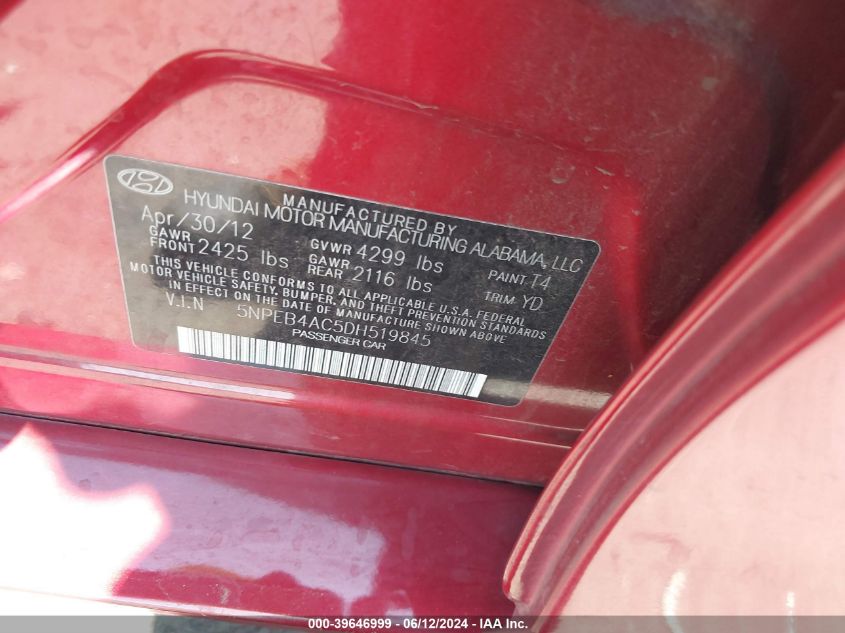 MANUFACTURED BY
HYUNDAI MOTOR MANUFACTURING ALABAMA, LLC
Apr/30/12 GVWR 4299 lbs PAINT T4
GAWR FRONT 2425 lbs GAWR REAR 2116 lbs TRIM YD
THIS VEHICLE CONFORMS TO ALL APPLICABLE U.S.A. FEDERAL
MOTOR VEHICLE SAFETY, BUMPER, AND THEFT PREVENTION STANDARDS
IN EFFECT ON THE DATE OF MANUFACTURE SHOWN ABOVE
V.I.N 5NPEB4AC5DH519845
PASSENGER CAR
000-39646999 - 06/12/2024 - IAA Inc.